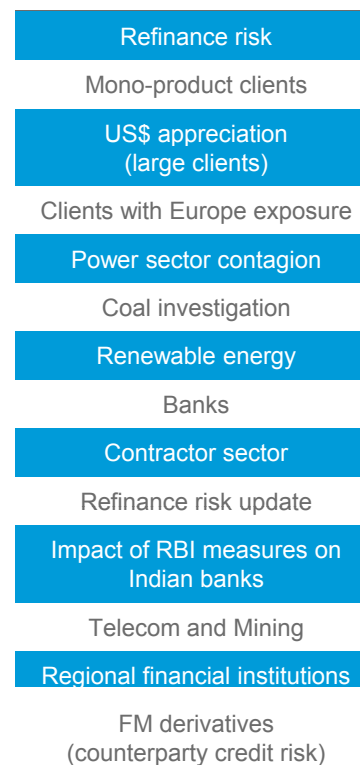 Refinance risk
Mono-product clients
US$ appreciation
(large clients)
Clients with Europe exposure
Power sector contagion
Coal investigation
Renewable energy
Banks
Contractor sector
Refinance risk update
Impact of RBI measures on
Indian banks
Telecom and Mining
Regional financial institutions
FM derivatives
(counterparty credit risk)